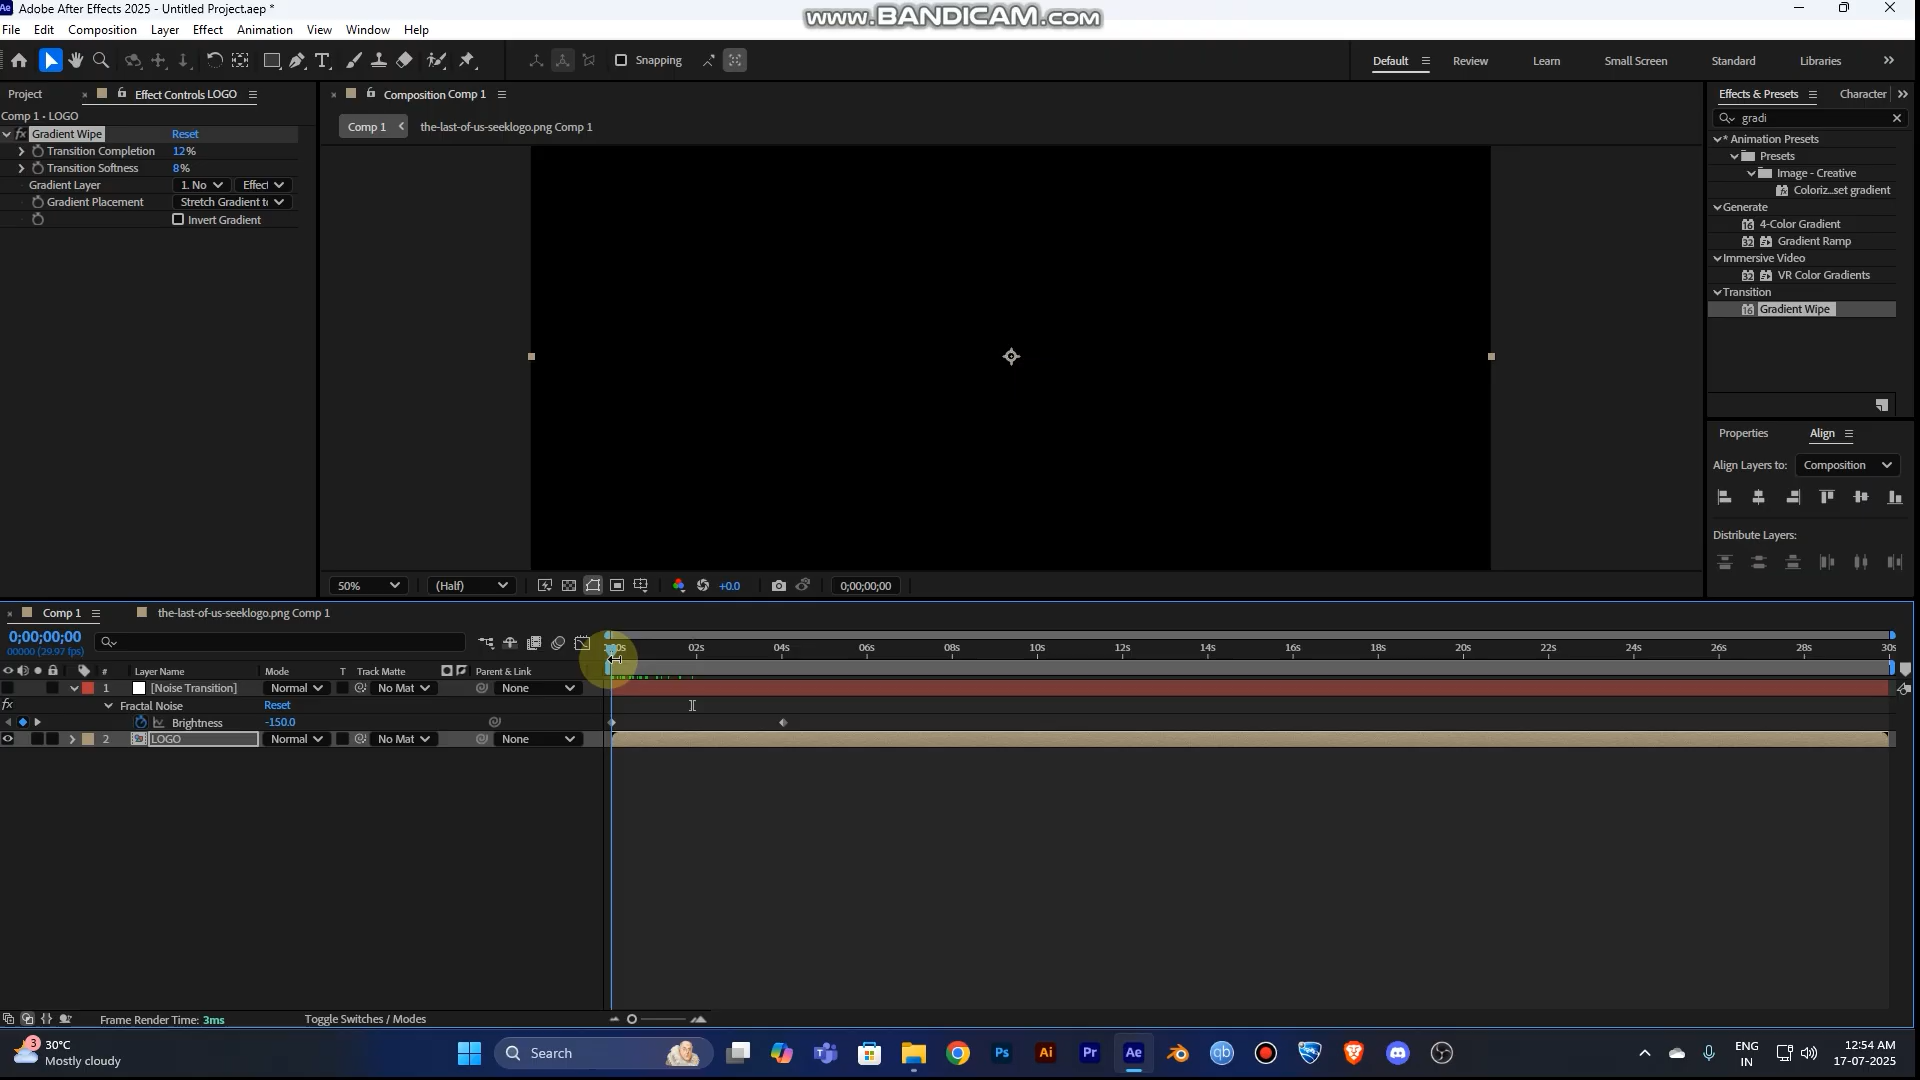 Adobe After Effects 2025 - Untitled Project.aep *
www.BANDICAM.com
File Edit Composition Layer Effect Animation View Window Help
Snapping
Default Review Learn Small Screen Standard Libraries
Project Effect Controls LOGO
Composition Comp 1
Effects & Presets Character
Comp 1 • LOGO
Comp 1 the-last-of-us-seeklogo.png Comp 1
gradi
Gradient Wipe Reset
Transition Completion 12%
Transition Softness 8%
Gradient Layer 1. No Effect
Gradient Placement Stretch Gradient to
Invert Gradient
* Animation Presets
Presets
Image - Creative
Coloriz...set gradient
Generate
4-Color Gradient
Gradient Ramp
Immersive Video
VR Color Gradients
Transition
Gradient Wipe
Properties Align
Align Layers to: Composition
Distribute Layers:
50% (Half) +0.0 0;00;00;00
Comp 1 the-last-of-us-seeklogo.png Comp 1
0;00;00;00
00000 (29.97 fps)
02s 04s 06s 08s 10s 12s 14s 16s 18s 20s 22s 24s 26s 28s 30s
# Layer Name Mode T Track Matte Parent & Link
1 [Noise Transition] Normal No Mat None
fx Fractal Noise Reset
Brightness -150.0
2 LOGO Normal No Mat None
Frame Render Time: 3ms Toggle Switches / Modes
3
30°C
Mostly cloudy
Search
Ps Ai Pr Ae qb
ENG
IN
12:54 AM
17-07-2025